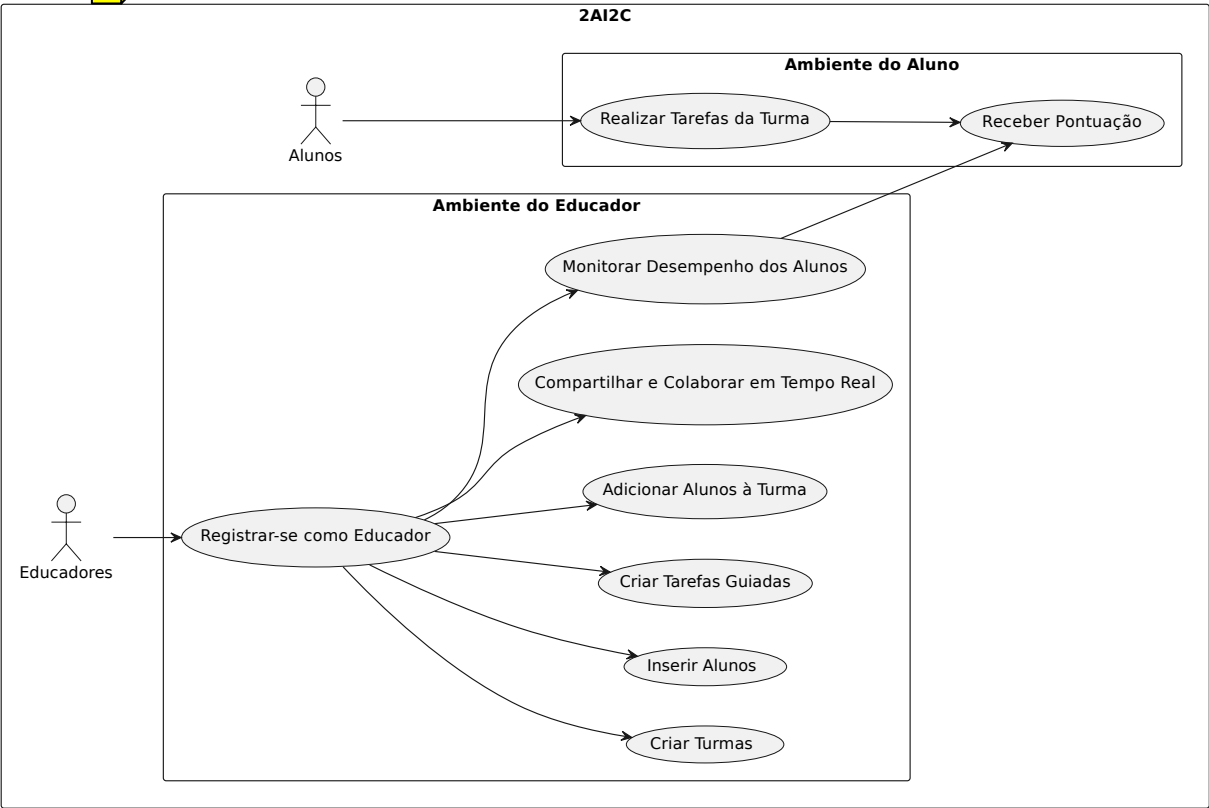 2AI2C
Ambiente do Aluno
Realizar Tarefas da Turma
Receber Pontuação
Alunos
Ambiente do Educador
Monitorar Desempenho dos Alunos
Compartilhar e Colaborar em Tempo Real
Adicionar Alunos à Turma
Registrar-se como Educador
Educadores
Criar Tarefas Guiadas
Inserir Alunos
Criar Turmas